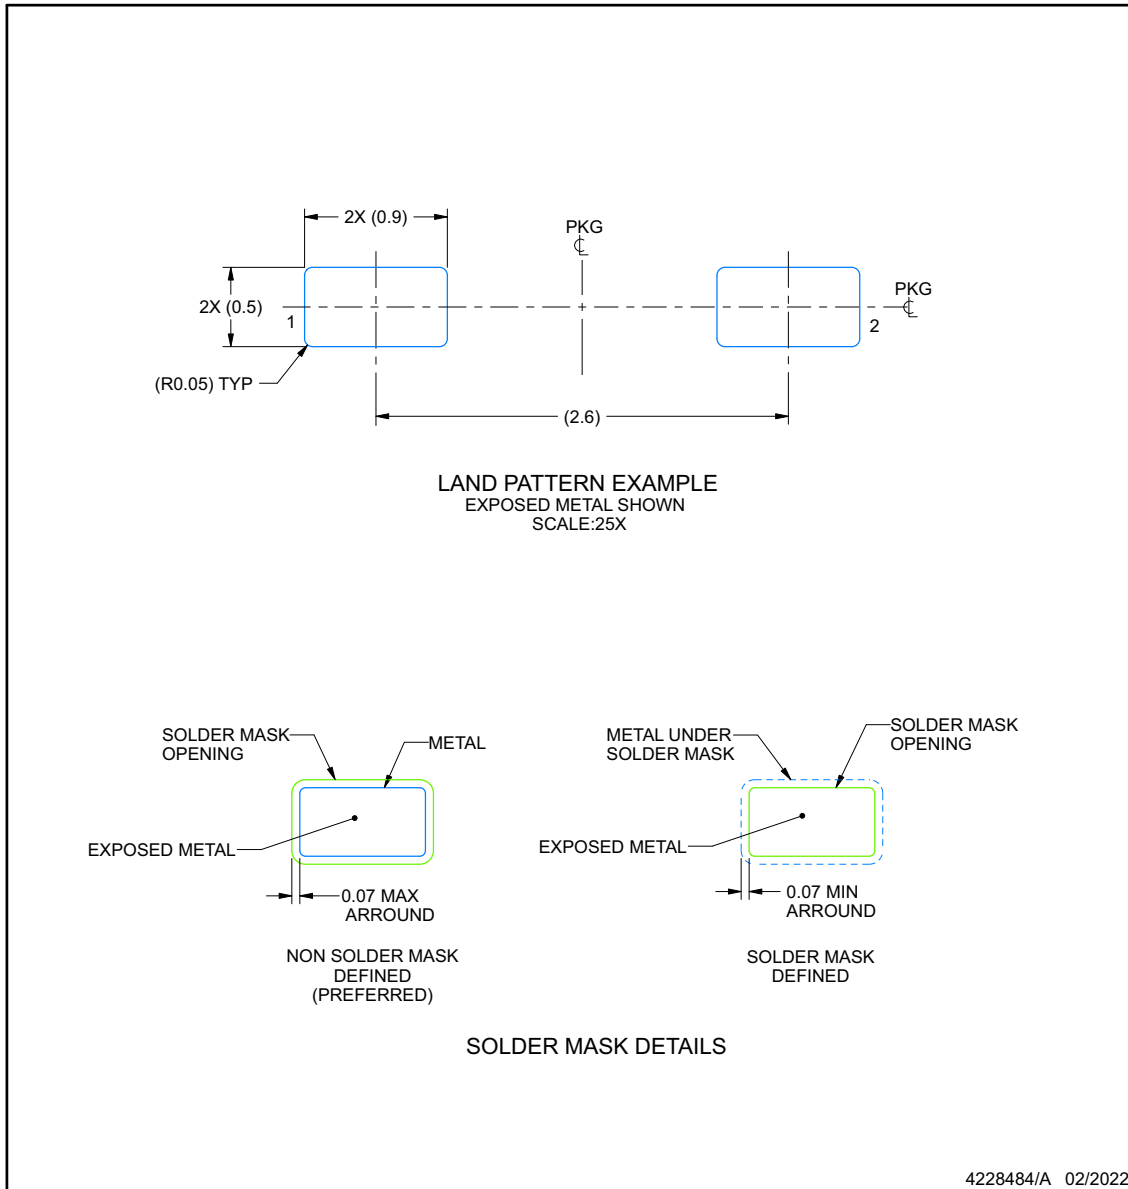 2X (0.9)
PKG
℄
2X (0.5)
1
PKG
℄
2
(R0.05) TYP
(2.6)
LAND PATTERN EXAMPLE
EXPOSED METAL SHOWN
SCALE:25X
SOLDER MASK
OPENING
METAL
EXPOSED METAL
0.07 MAX
ARROUND
NON SOLDER MASK
DEFINED
(PREFERRED)
METAL UNDER
SOLDER MASK
SOLDER MASK
OPENING
EXPOSED METAL
0.07 MIN
ARROUND
SOLDER MASK
DEFINED
SOLDER MASK DETAILS
4228484/A 02/2022